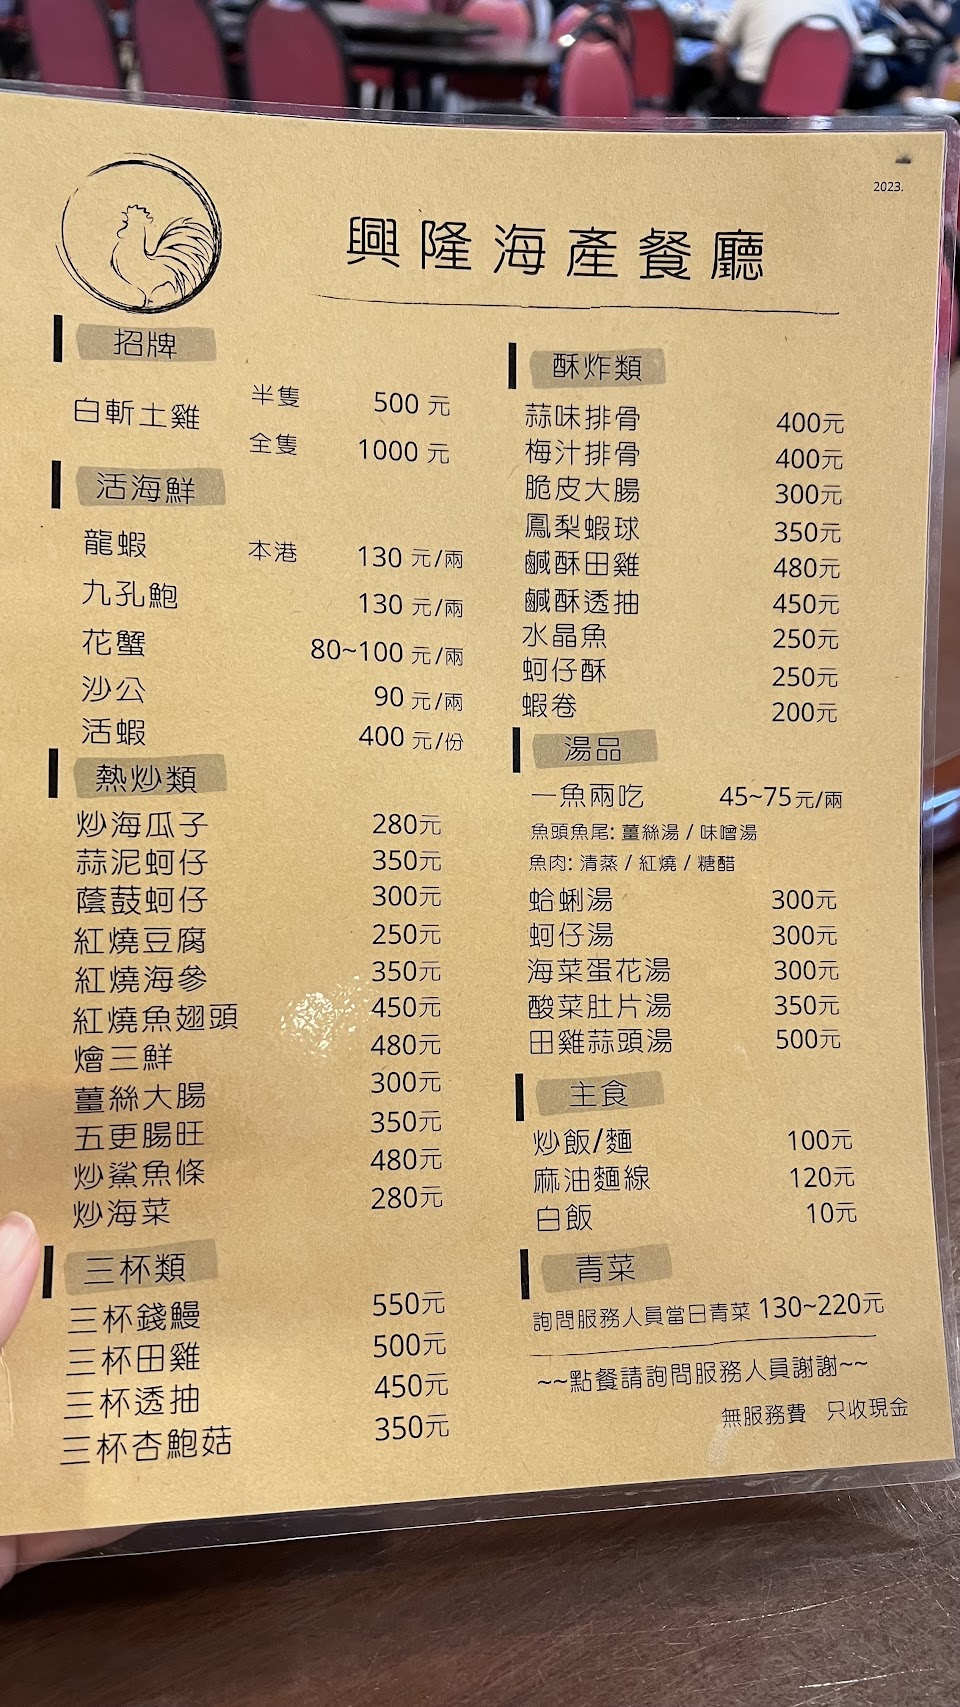 2023.
興隆海產餐廳
招牌
白斬土雞 半隻 500 元
全隻 1000 元
活海鮮
龍蝦 本港 130 元/兩
九孔鮑 130 元/兩
花蟹 80~100 元/兩
沙公 90 元/兩
活蝦 400 元/份
熱炒類
炒海瓜子 280元
蒜泥蚵仔 350元
蔭鼓蚵仔 300元
紅燒豆腐 250元
紅燒海參 350元
紅燒魚翅頭 450元
燴三鮮 480元
薑絲大腸 300元
五更腸旺 350元
炒鯊魚條 480元
炒海菜 280元
三杯類
三杯錢鰻 550元
三杯田雞 500元
三杯透抽 450元
三杯杏鮑菇 350元
酥炸類
蒜味排骨 400元
梅汁排骨 400元
脆皮大腸 300元
鳳梨蝦球 350元
鹹酥田雞 480元
鹹酥透抽 450元
水晶魚 250元
蚵仔酥 250元
蝦卷 200元
湯品
一魚兩吃 45~75元/兩
魚頭魚尾: 薑絲湯 / 味噌湯
魚肉: 清蒸 / 紅燒 / 糖醋
蛤蜊湯 300元
蚵仔湯 300元
海菜蛋花湯 300元
酸菜肚片湯 350元
田雞蒜頭湯 500元
主食
炒飯/麵 100元
麻油麵線 120元
白飯 10元
青菜
詢問服務人員當日青菜 130~220元
~~點餐請詢問服務人員謝謝~~
無服務費 只收現金